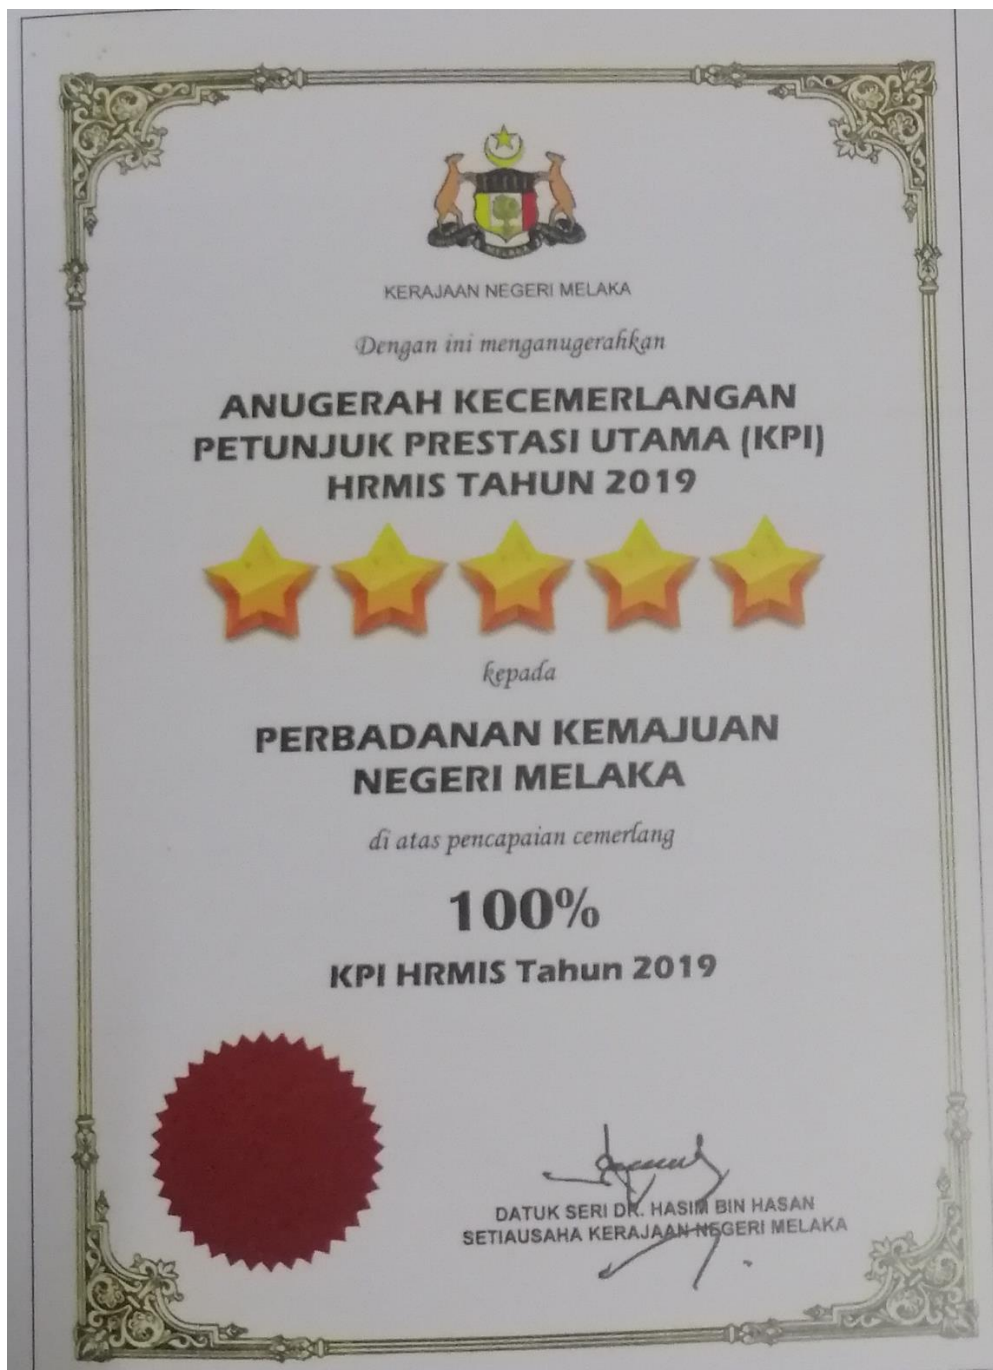 MELAKA
KERAJAAN NEGERI MELAKA
Dengan ini menganugerahkan
ANUGERAH KECEMERLANGAN
PETUNJUK PRESTASI UTAMA (KPI)
HRMIS TAHUN 2019
kepada
PERBADANAN KEMAJUAN
NEGERI MELAKA
di atas pencapaian cemerlang
100%
KPI HRMIS Tahun 2019
DATUK SERI DR. HASIM BIN HASAN
SETIAUSAHA KERAJAAN NEGERI MELAKA